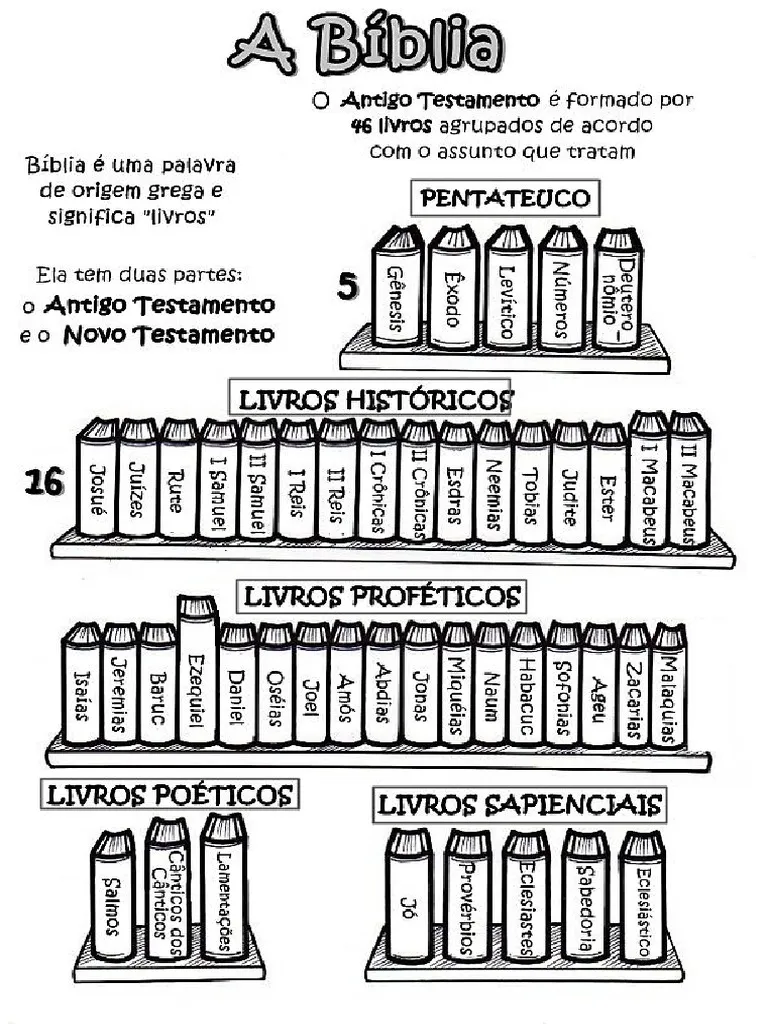 A Bíblia
O Antigo Testamento é formado por
46 livros agrupados de acordo
com o assunto que tratam
Bíblia é uma palavra
de origem grega e
significa "livros"
Ela tem duas partes:
o Antigo Testamento
e o Novo Testamento
PENTATEUCO
5
Gênesis
Êxodo
Levítico
Números
Deutero
nômio -
LIVROS HISTÓRICOS
16
Josué
Juízes
Rute
I Samuel
II Samuel
I Reis
II Reis
I Crônicas
II Crônicas
Esdras
Neemias
Tobias
Judite
Ester
I Macabeus
II Macabeus
LIVROS PROFÉTICOS
Isaías
Jeremias
Baruc
Ezequiel
Daniel
Oséias
Joel
Amós
Abdias
Jonas
Miquéias
Naum
Habacuc
Sofonias
Ageu
Zacarias
Malaquias
LIVROS POÉTICOS
Salmos
Cânticos dos
Cânticos
Lamentações
LIVROS SAPIENCIAIS
Jó
Provérbios
Eclesiastes
Sabedoria
Eclesiástico